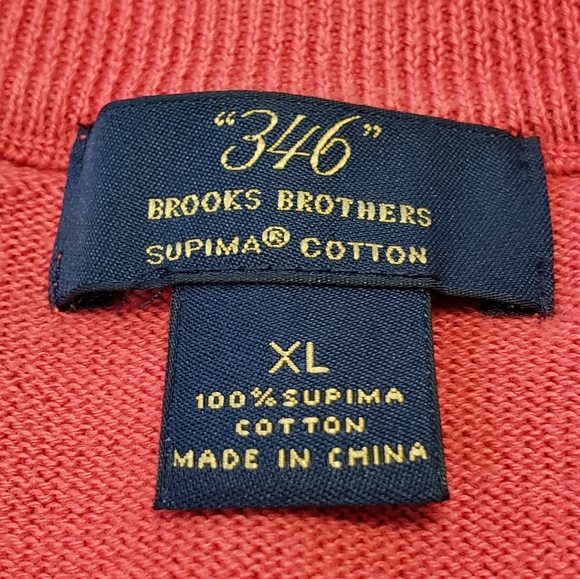 "346"
BROOKS BROTHERS
SUPIMA® COTTON
XL
100% SUPIMA
COTTON
MADE IN CHINA